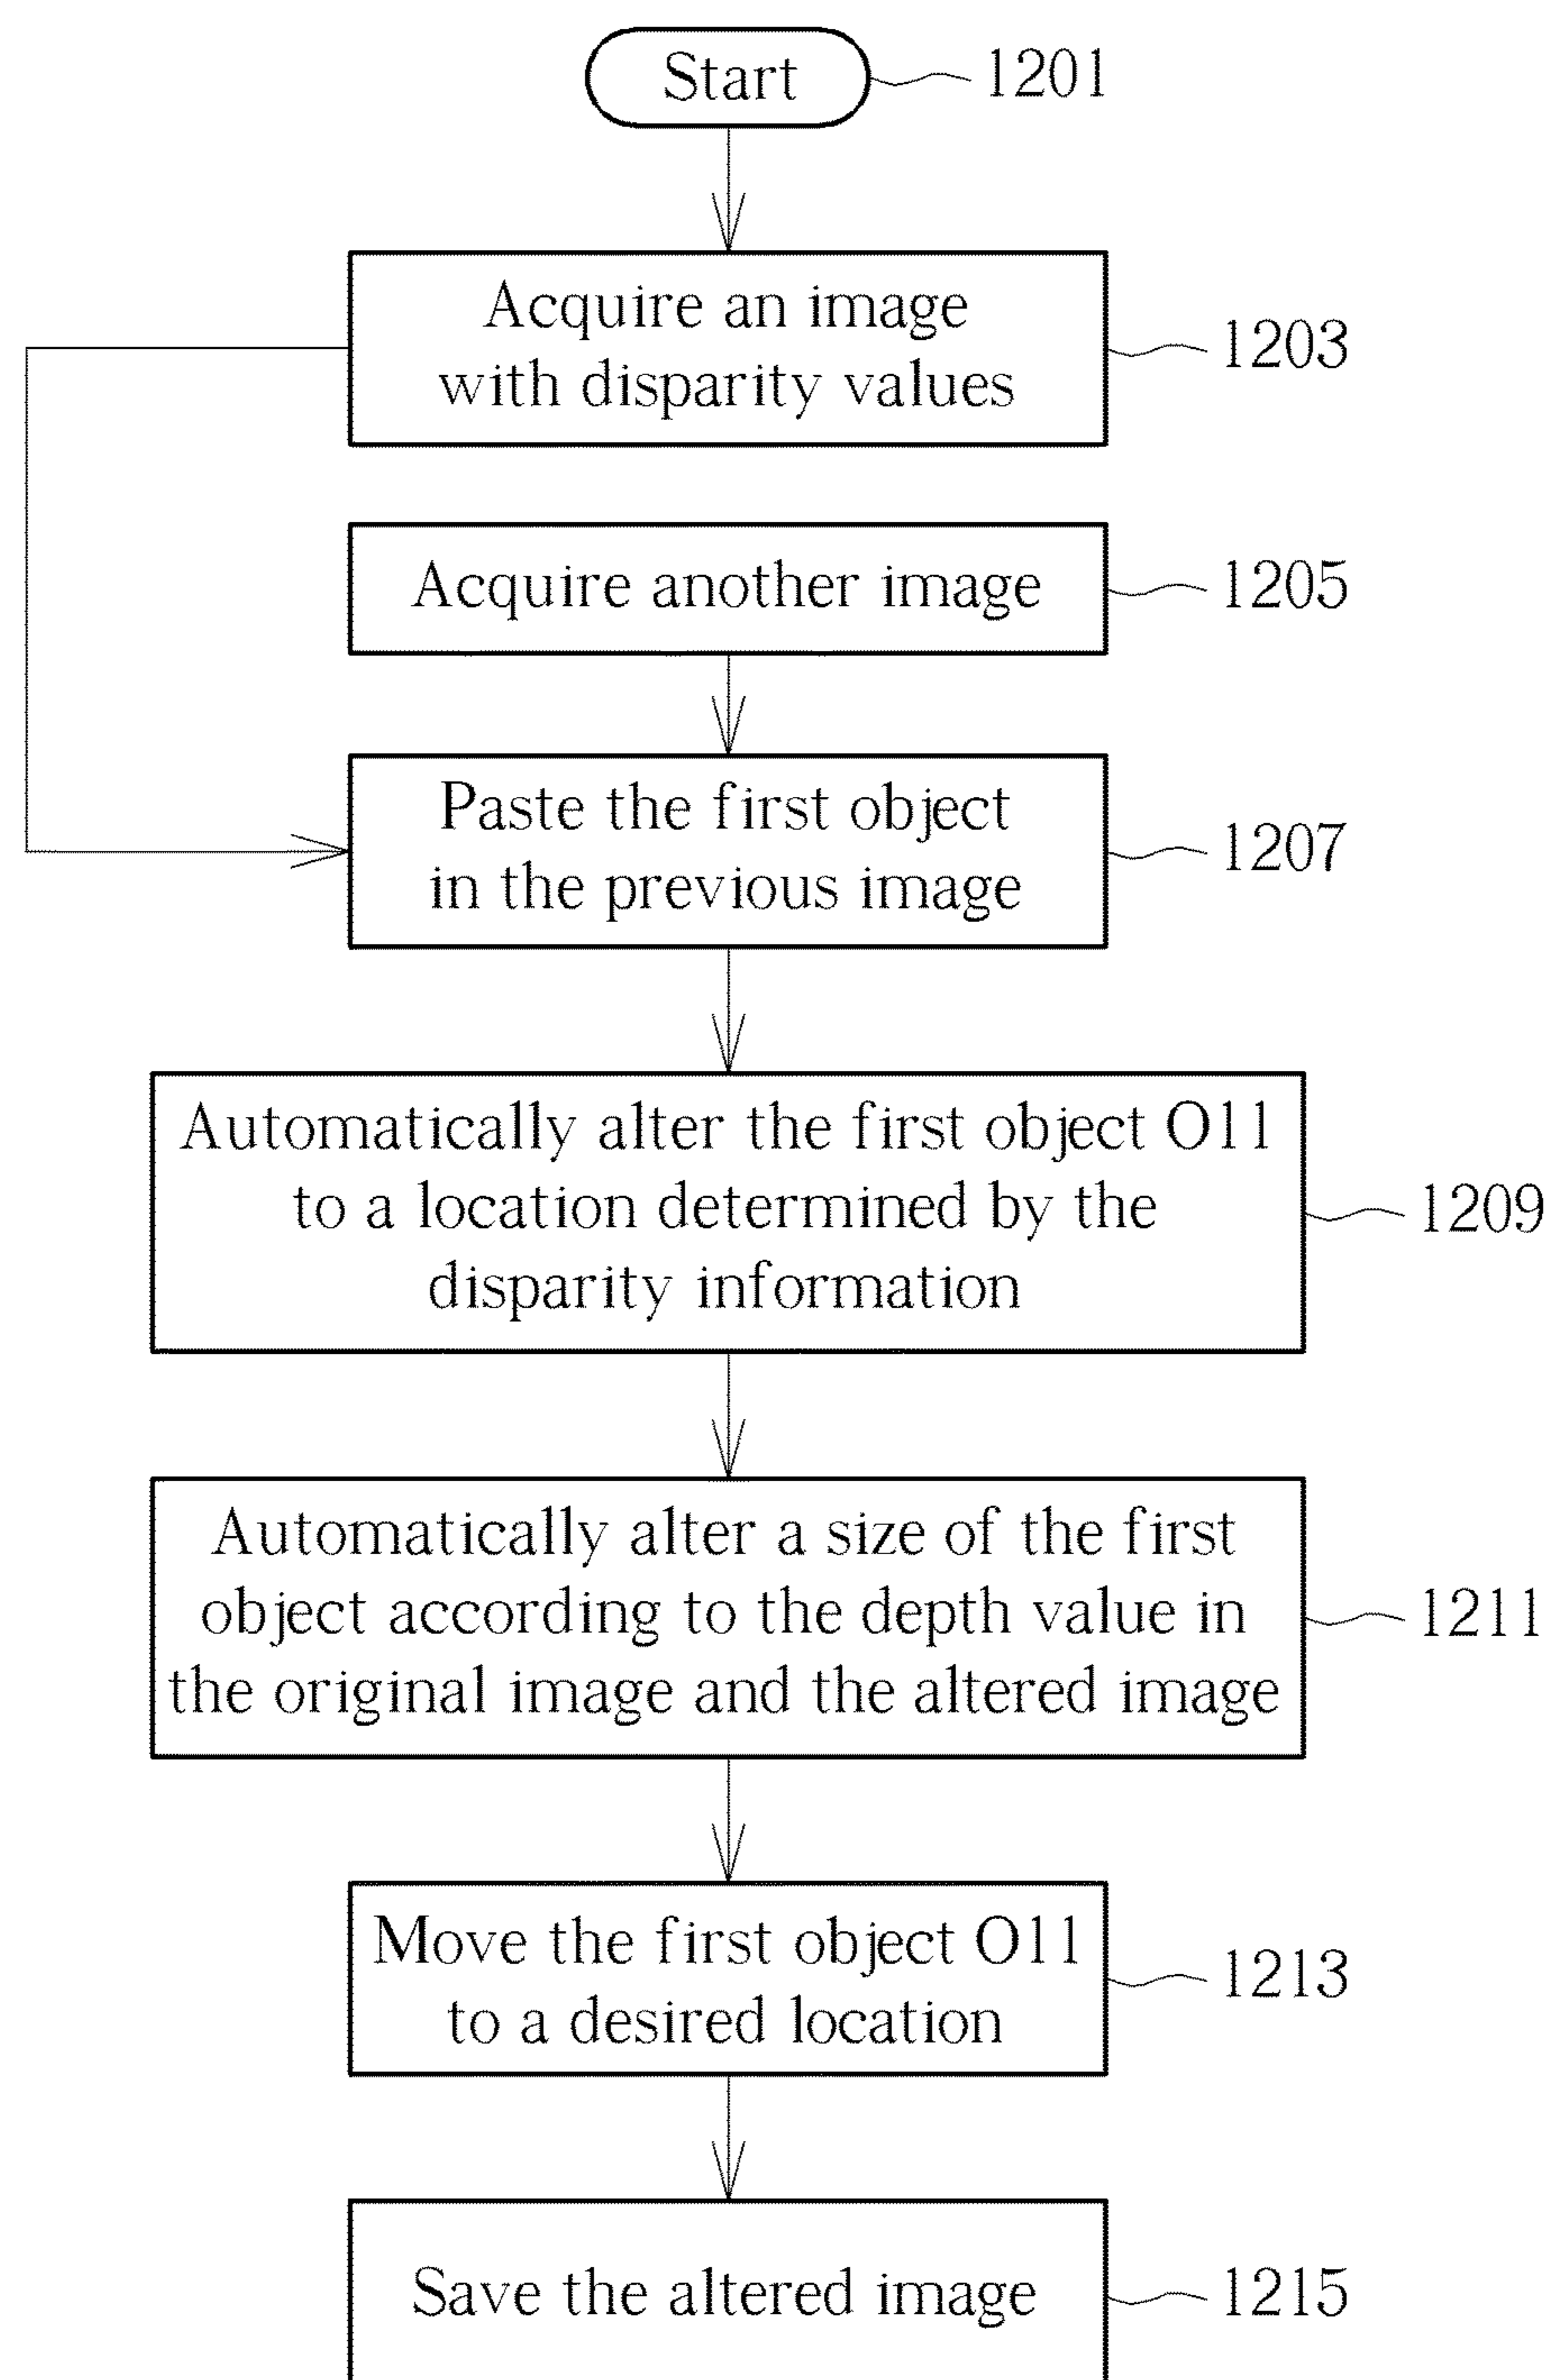 Start
1201
Acquire an image
with disparity values
1203
Acquire another image
1205
Paste the first object
in the previous image
1207
Automatically alter the first object O11
to a location determined by the
disparity information
1209
Automatically alter a size of the first
object according to the depth value in
the original image and the altered image
1211
Move the first object O11
to a desired location
1213
Save the altered image
1215